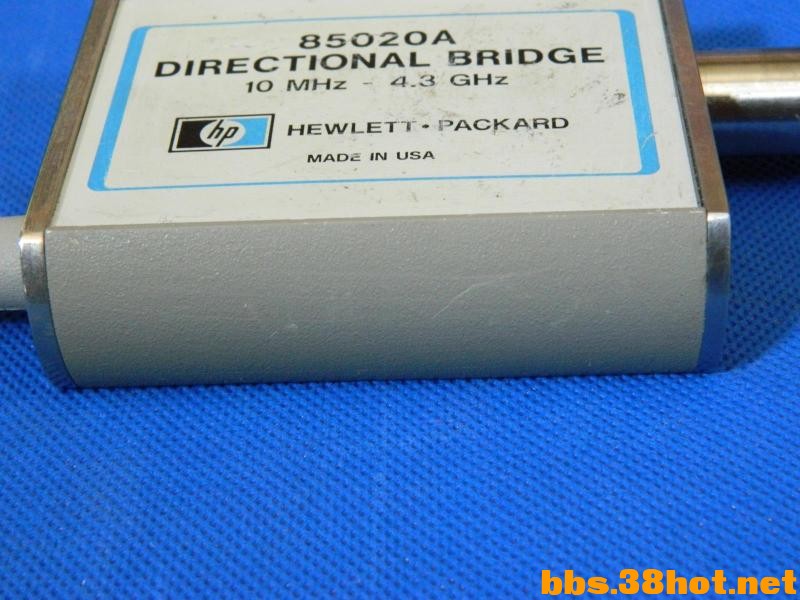 85020A
DIRECTIONAL BRIDGE
10 MHz - 4.3 GHz
hp HEWLETT·PACKARD
MADE IN USA
bbs.38hot.net